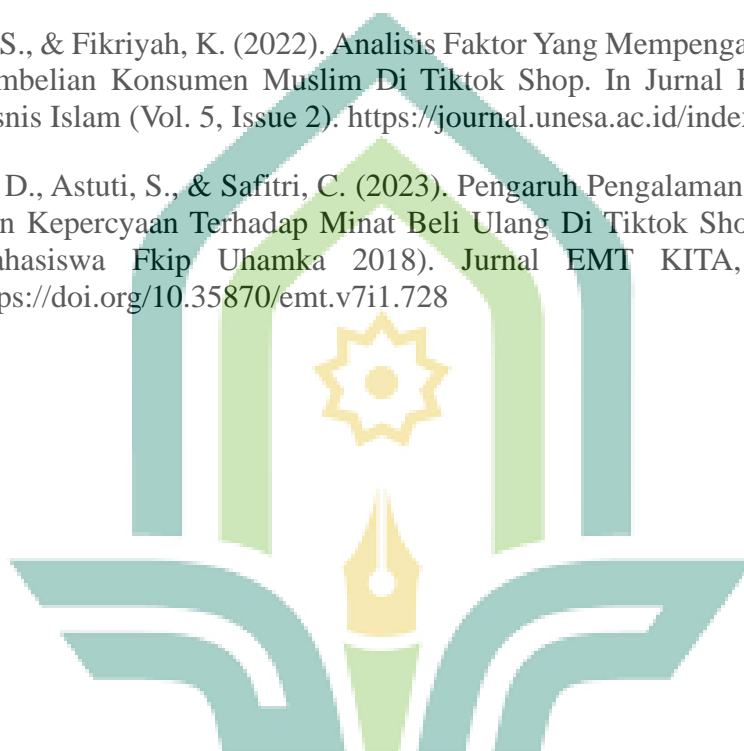 S., & Fikriyah, K. (2022). Analisis Faktor Yang Mempenga
mbelian Konsumen Muslim Di Tiktok Shop. In Jurnal E
snis Islam (Vol. 5, Issue 2). https://journal.unesa.ac.id/index
D., Astuti, S., & Safitri, C. (2023). Pengaruh Pengalaman
n Kepercyaan Terhadap Minat Beli Ulang Di Tiktok Sho
ahasiswa Fkip Uhamka 2018). Jurnal EMT KITA,
ps://doi.org/10.35870/emt.v7i1.728